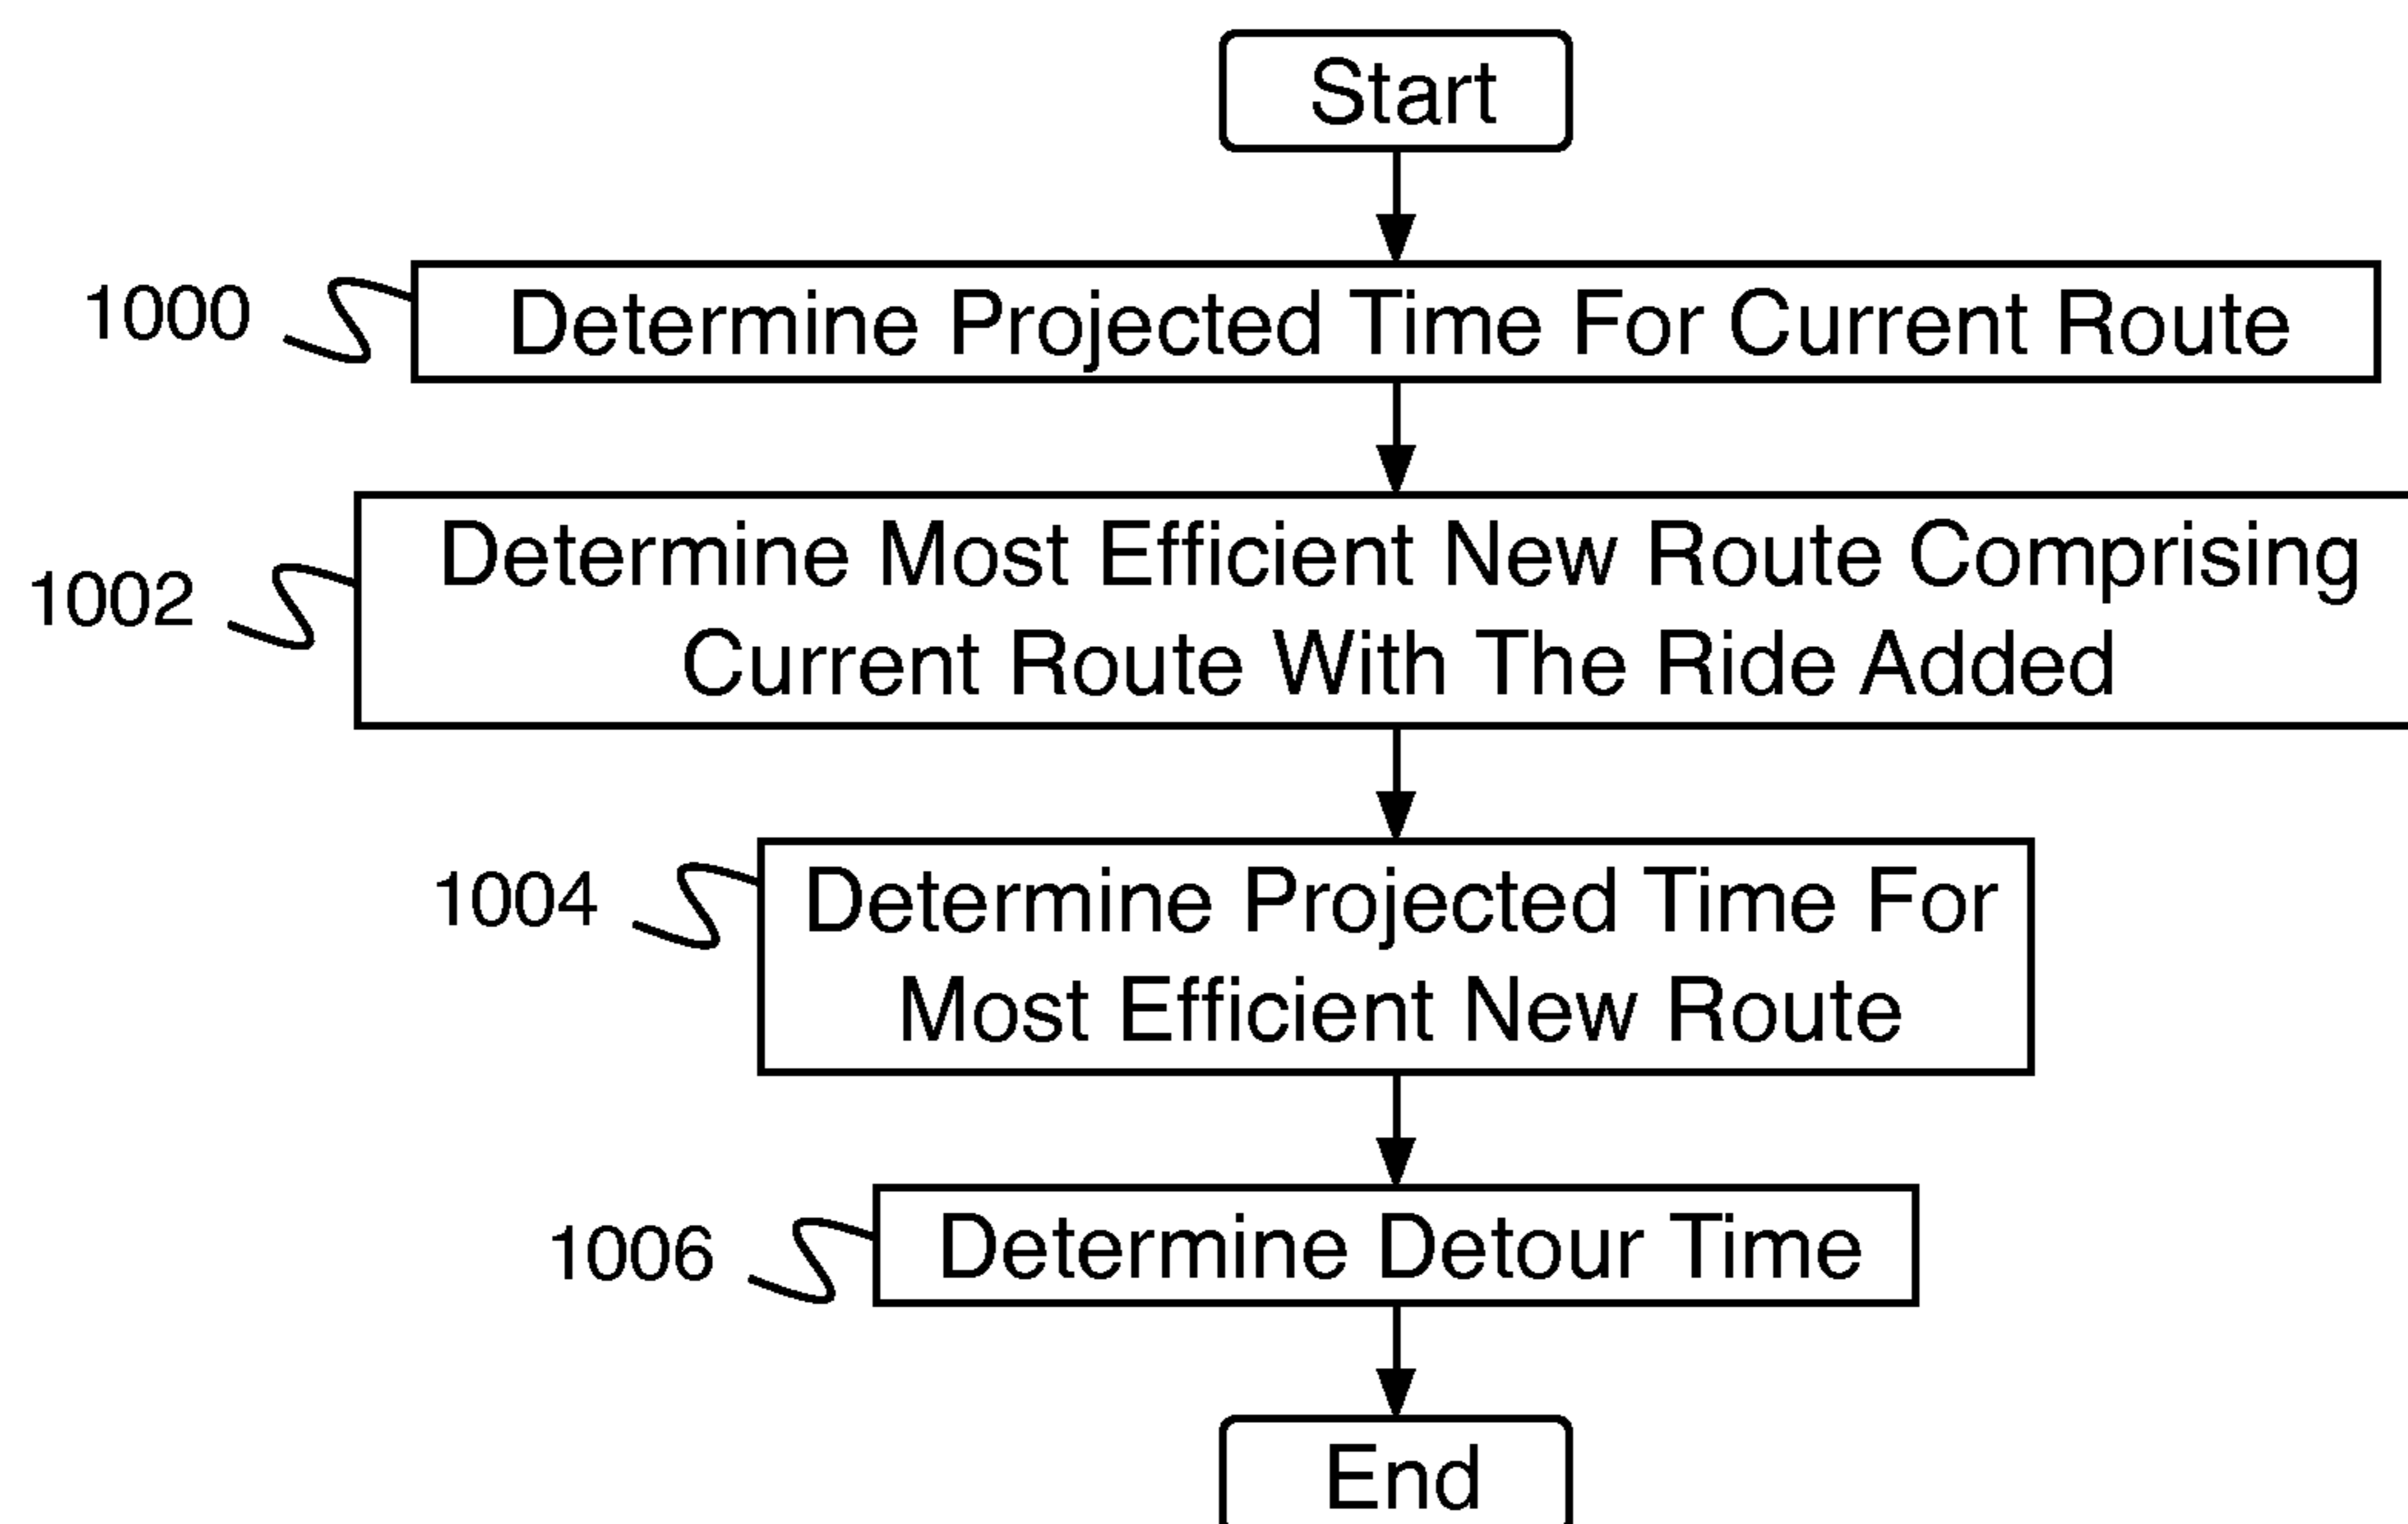 Start
1000
Determine Projected Time For Current Route
1002
Determine Most Efficient New Route Comprising
Current Route With The Ride Added
1004
Determine Projected Time For
Most Efficient New Route
1006
Determine Detour Time
End